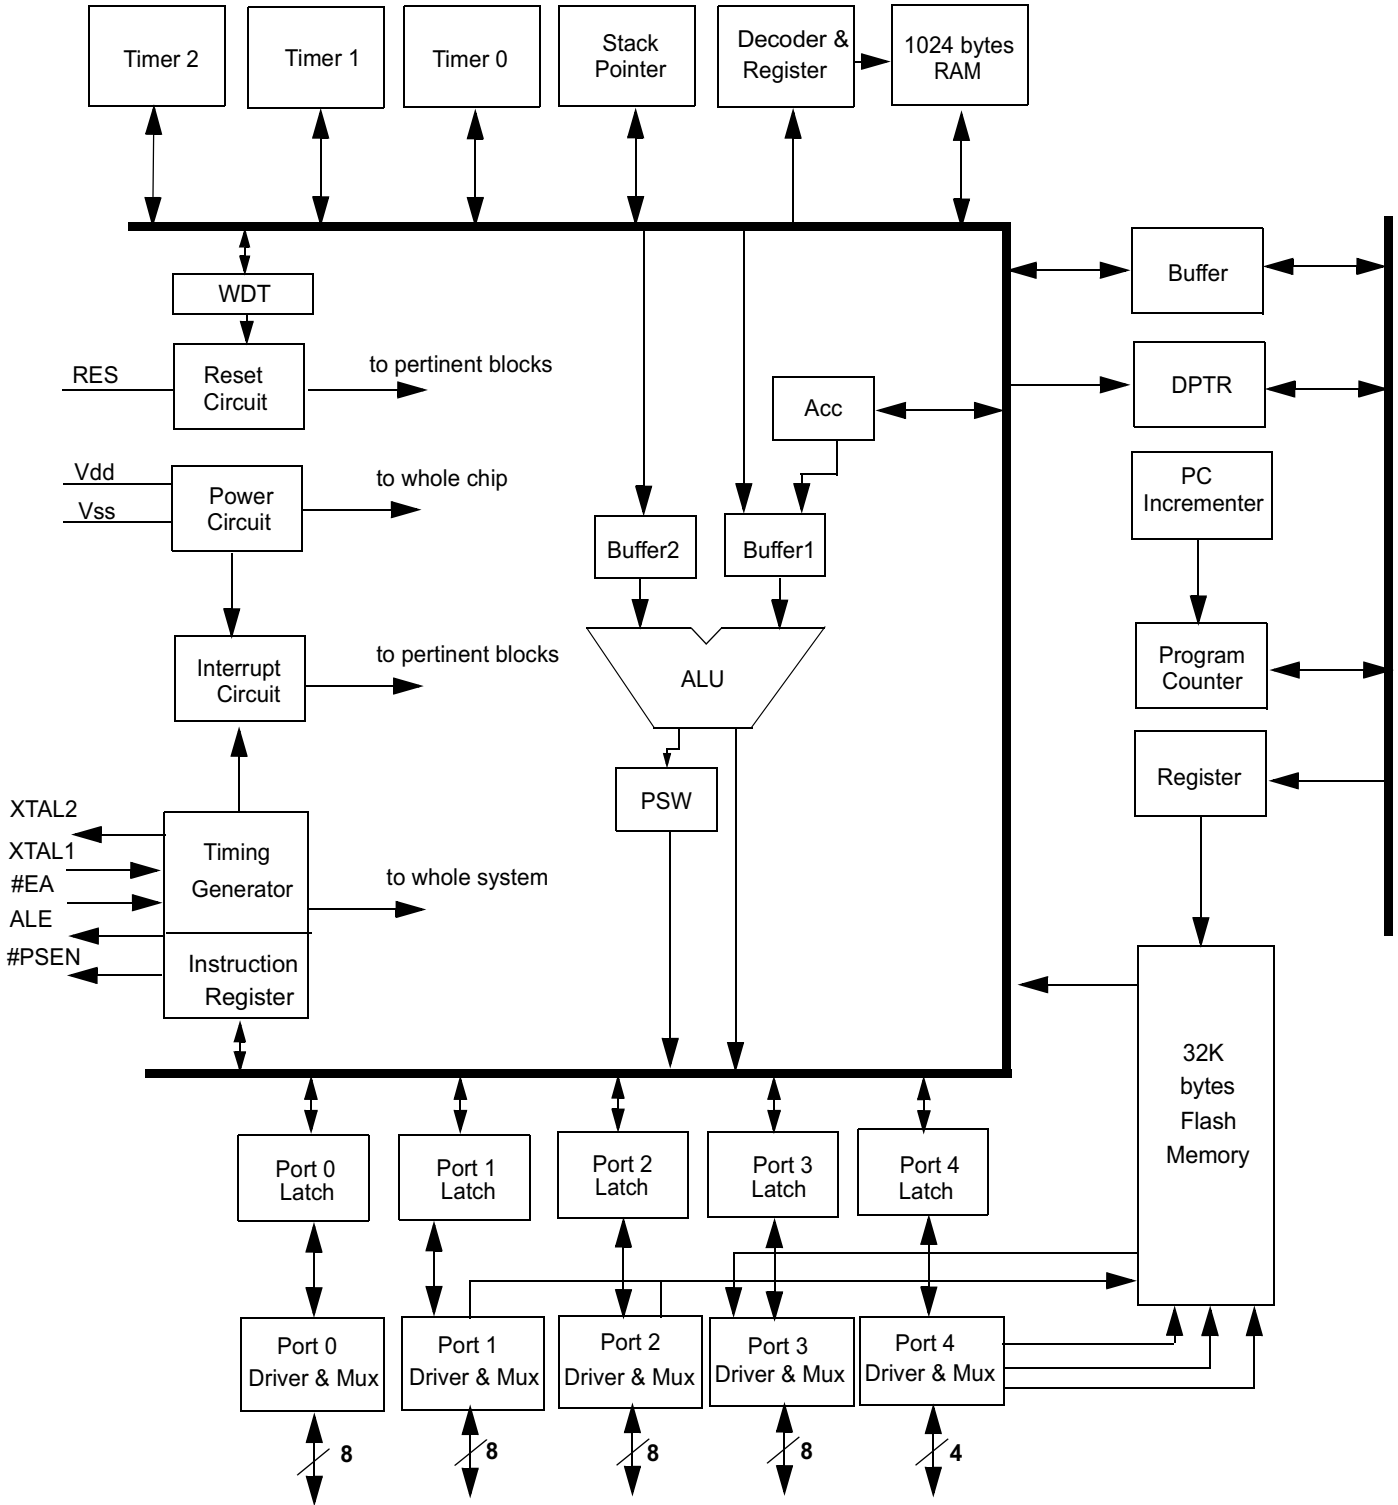 Timer 2
Timer 1
Timer 0
Stack
Pointer
Decoder &
Register
1024 bytes
RAM
WDT
Buffer
RES
Reset
Circuit
to pertinent blocks
Acc
DPTR
Vdd
Vss
Power
Circuit
to whole chip
PC
Incrementer
Buffer2
Buffer1
Interrupt
Circuit
to pertinent blocks
ALU
Program
Counter
PSW
Register
XTAL2
XTAL1
#EA
ALE
#PSEN
Timing
Generator
to whole system
Instruction
Register
32K
bytes
Flash
Memory
Port 0
Latch
Port 1
Latch
Port 2
Latch
Port 3
Latch
Port 4
Latch
Port 0
Driver & Mux
Port 1
Driver & Mux
Port 2
Driver & Mux
Port 3
Driver & Mux
Port 4
Driver & Mux
8
8
8
8
4